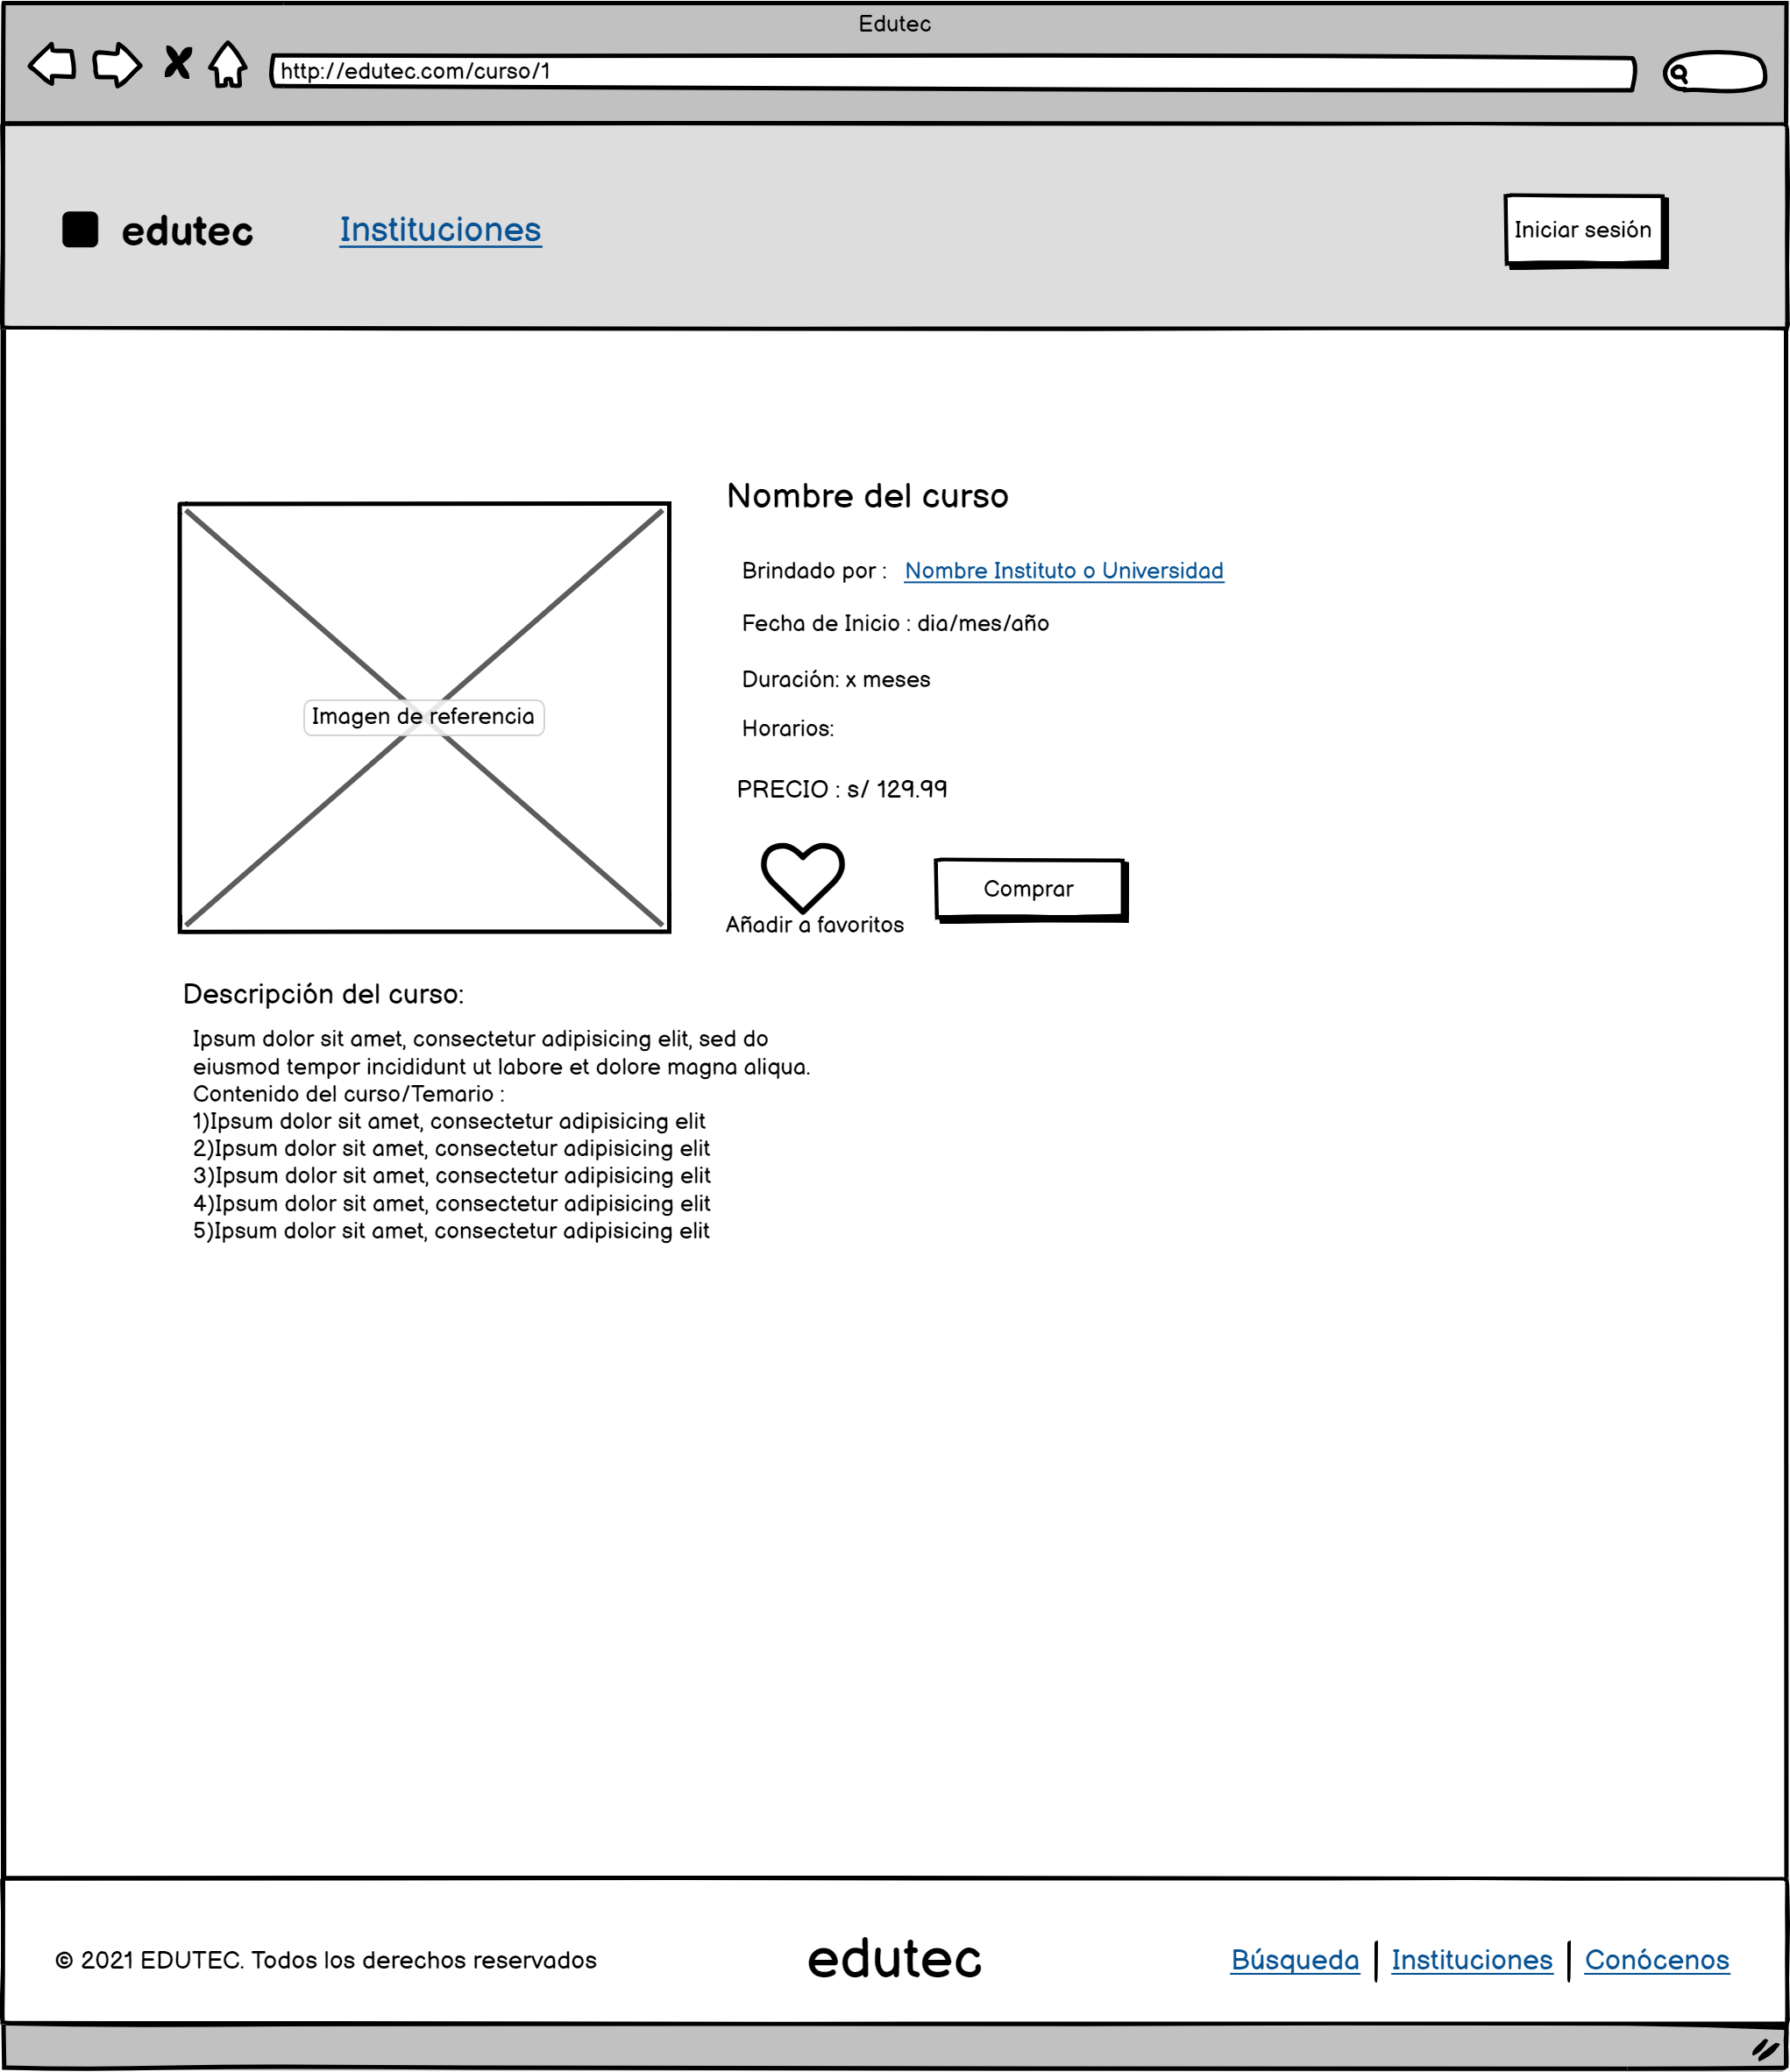 Edutec
http://edutec.com/curso/1
edutec
Instituciones
Iniciar sesión
Nombre del curso
Brindado por : Nombre Instituto o Universidad
Fecha de Inicio : dia/mes/año
Duración: x meses
Imagen de referencia
Horarios:
PRECIO : s/ 129.99
Comprar
Añadir a favoritos
Descripción del curso:
Ipsum dolor sit amet, consectetur adipisicing elit, sed do
eiusmod tempor incididunt ut labore et dolore magna aliqua.
Contenido del curso/Temario :
1)Ipsum dolor sit amet, consectetur adipisicing elit
2)Ipsum dolor sit amet, consectetur adipisicing elit
3)Ipsum dolor sit amet, consectetur adipisicing elit
4)Ipsum dolor sit amet, consectetur adipisicing elit
5)Ipsum dolor sit amet, consectetur adipisicing elit
© 2021 EDUTEC. Todos los derechos reservados
edutec
Búsqueda | Instituciones | Conócenos